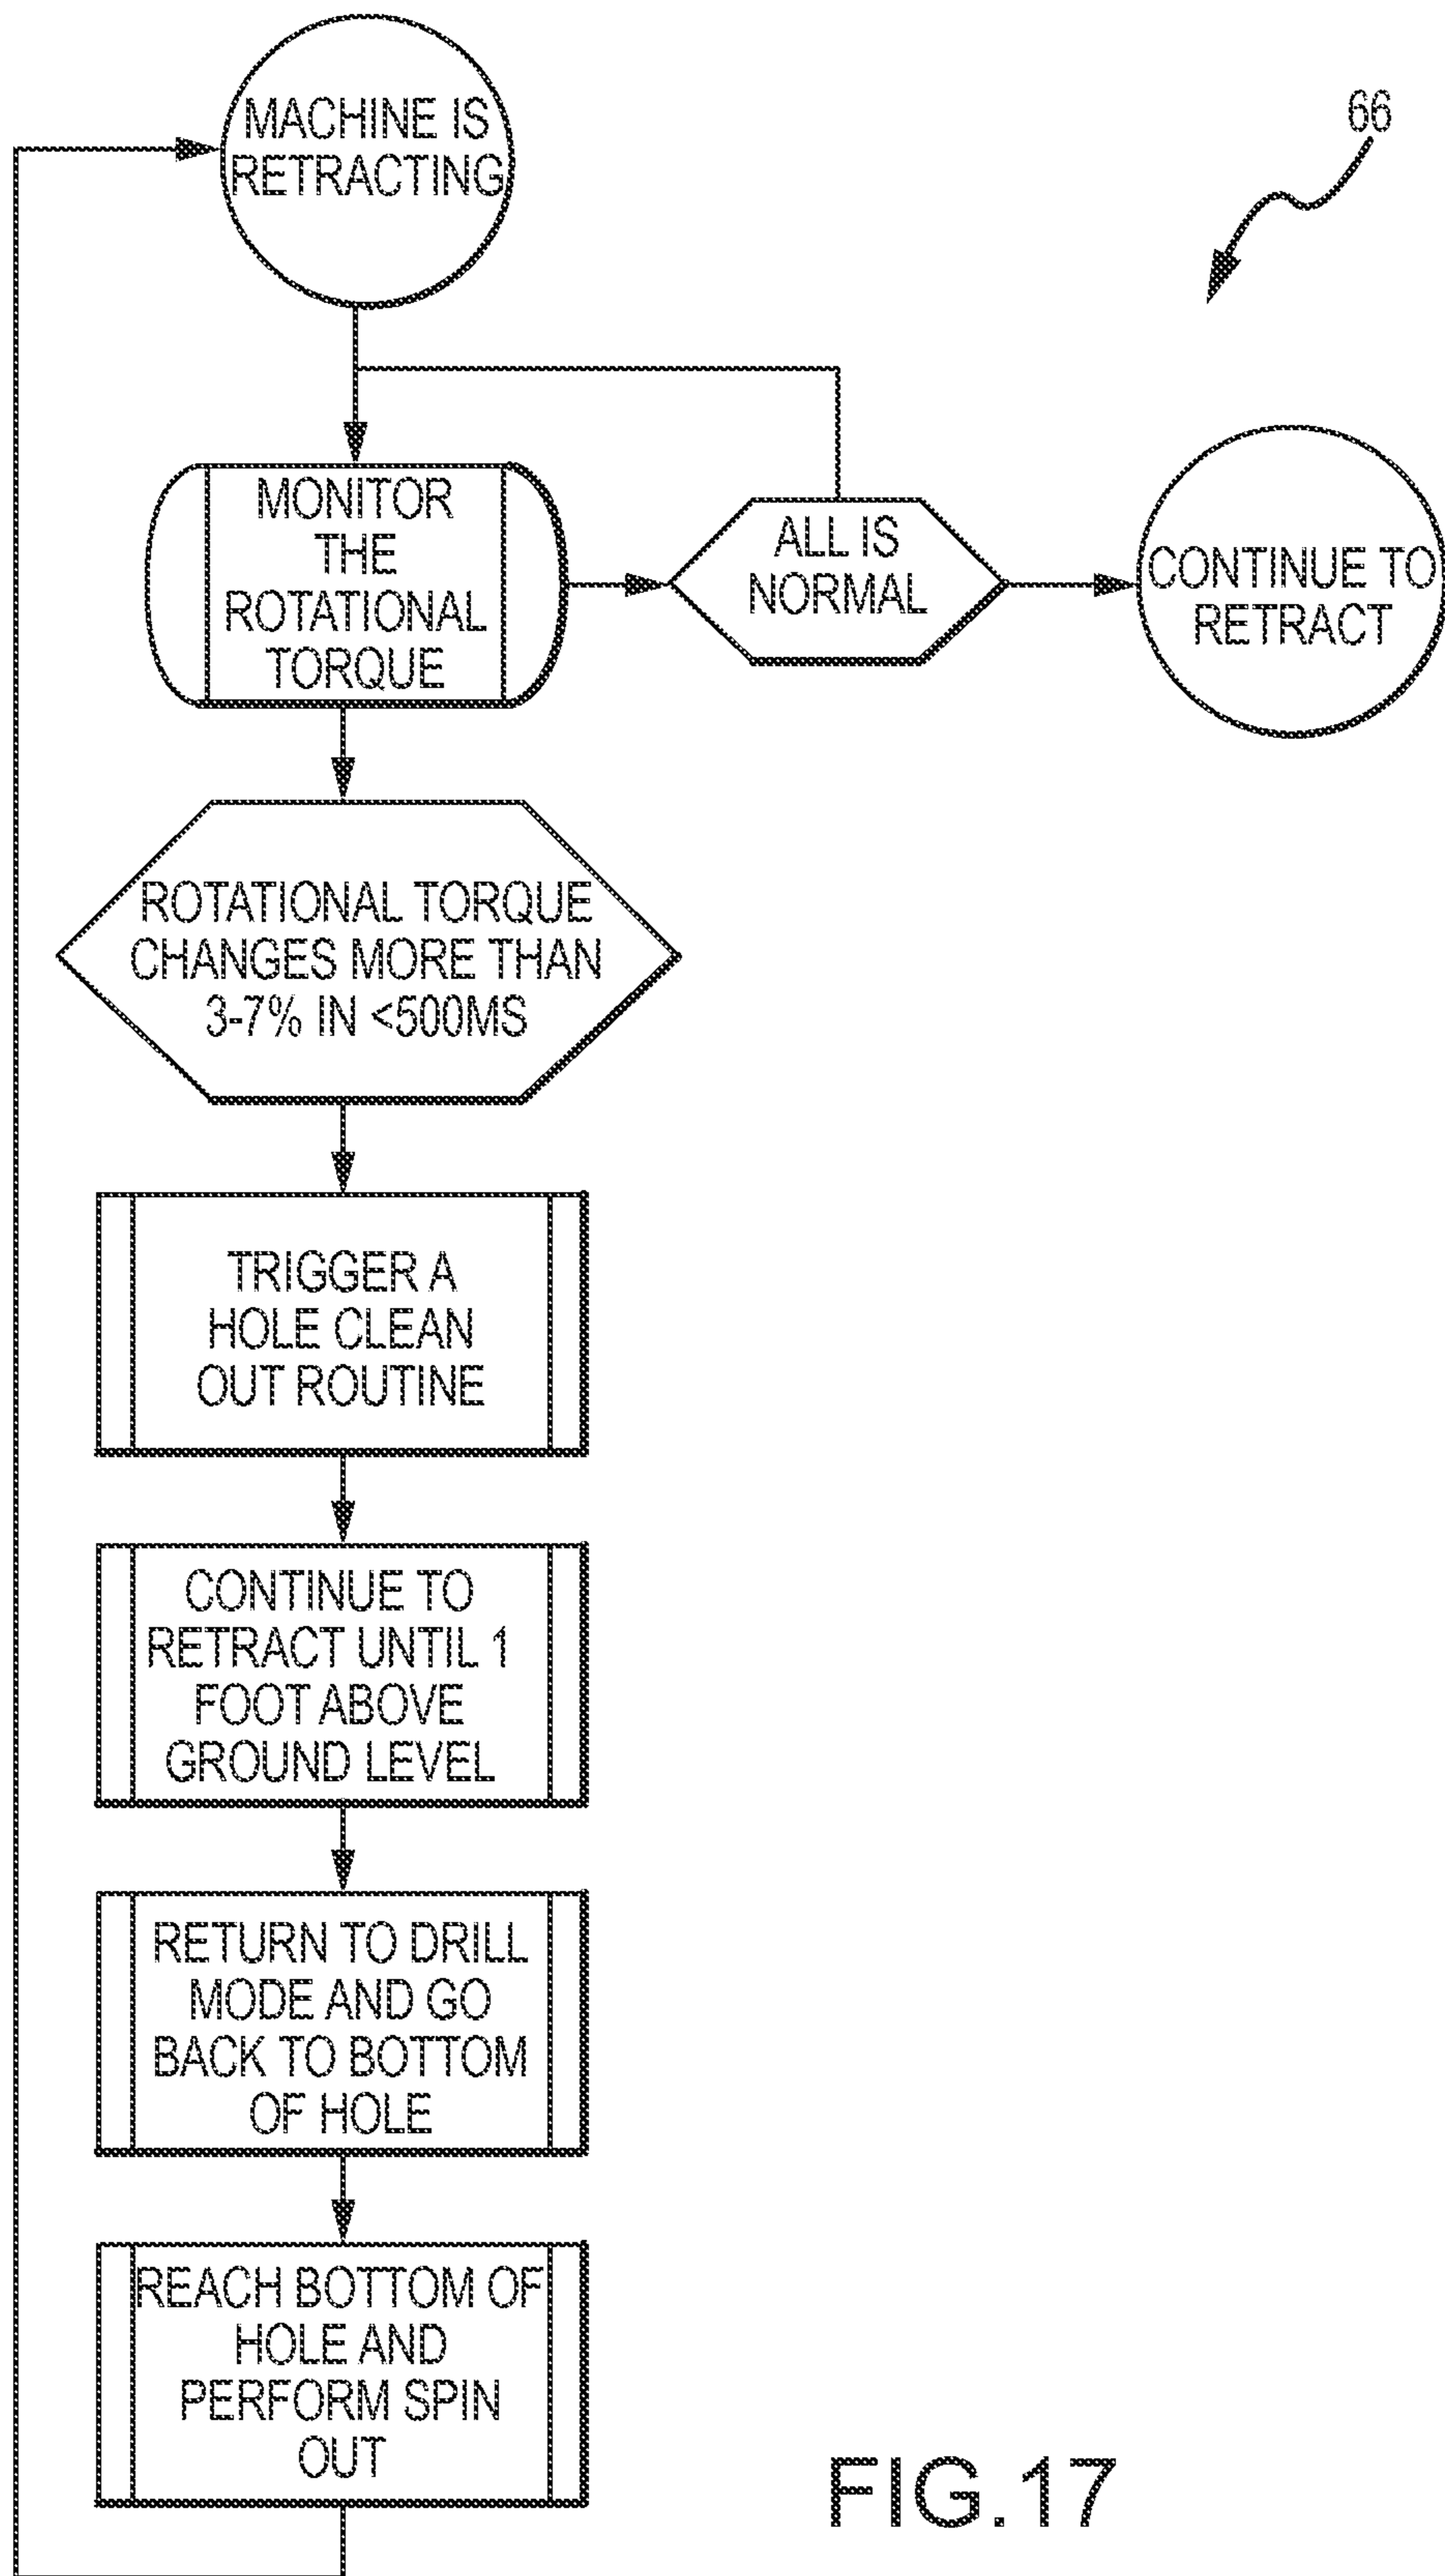 MACHINE IS
RETRACTING
66
MONITOR
THE
ROTATIONAL
TORQUE
ALL IS
NORMAL
CONTINUE TO
RETRACT
ROTATIONAL TORQUE
CHANGES MORE THAN
3-7% IN <500MS
TRIGGER A
HOLE CLEAN
OUT ROUTINE
CONTINUE TO
RETRACT UNTIL 1
FOOT ABOVE
GROUND LEVEL
RETURN TO DRILL
MODE AND GO
BACK TO BOTTOM
OF HOLE
REACH BOTTOM OF
HOLE AND
PERFORM SPIN
OUT
FIG.17